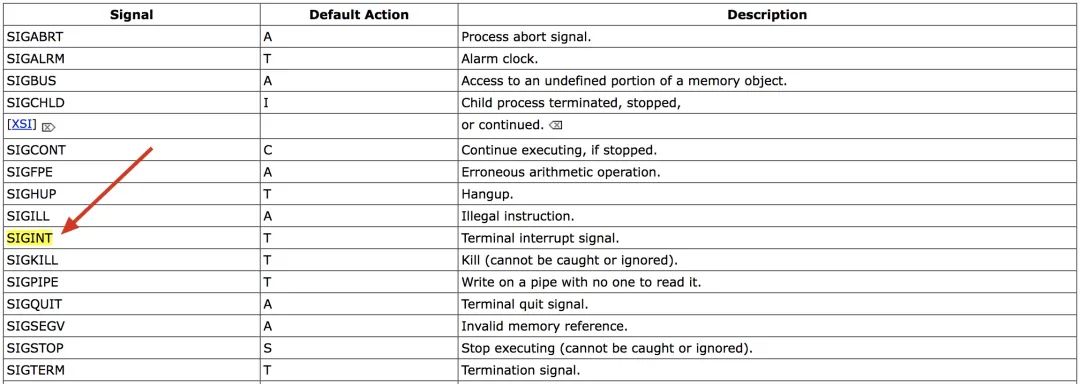 Signal Default Action Description
SIGABRT A Process abort signal.
SIGALRM T Alarm clock.
SIGBUS A Access to an undefined portion of a memory object.
SIGCHLD I Child process terminated, stopped,
[XSI] or continued.
SIGCONT C Continue executing, if stopped.
SIGFPE A Erroneous arithmetic operation.
SIGHUP T Hangup.
SIGILL A Illegal instruction.
SIGINT T Terminal interrupt signal.
SIGKILL T Kill (cannot be caught or ignored).
SIGPIPE T Write on a pipe with no one to read it.
SIGQUIT A Terminal quit signal.
SIGSEGV A Invalid memory reference.
SIGSTOP S Stop executing (cannot be caught or ignored).
SIGTERM T Termination signal.